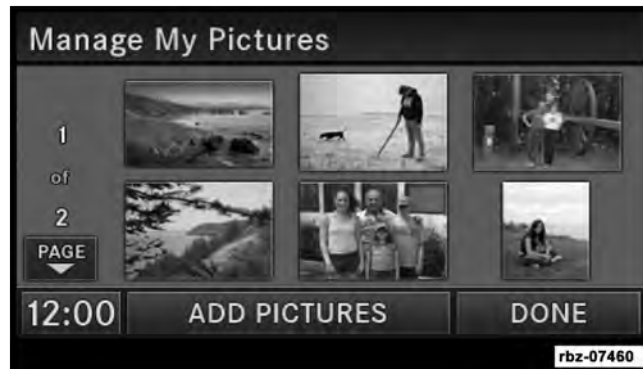 Manage My Pictures
1
of
2
PAGE
12:00
ADD PICTURES
DONE
rbz-07460